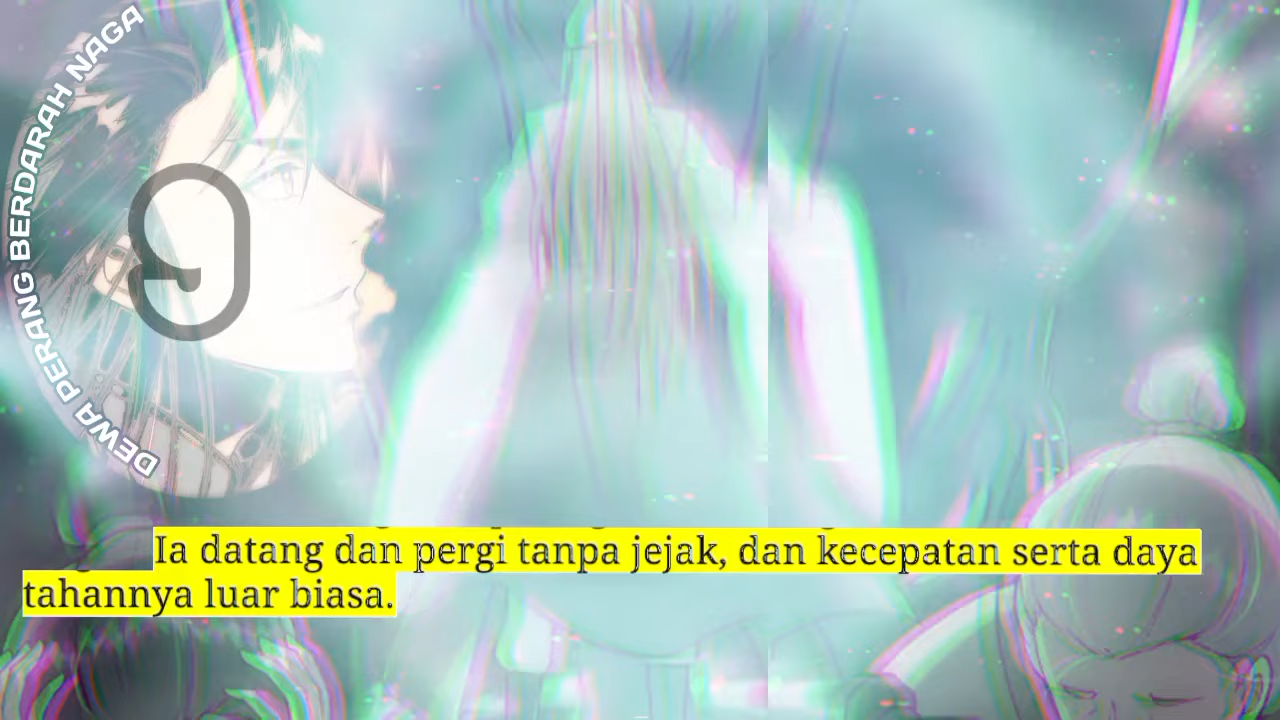 DEWA PERANG BERDARAH NAGA
Ia datang dan pergi tanpa jejak, dan kecepatan serta daya
tahannya luar biasa.